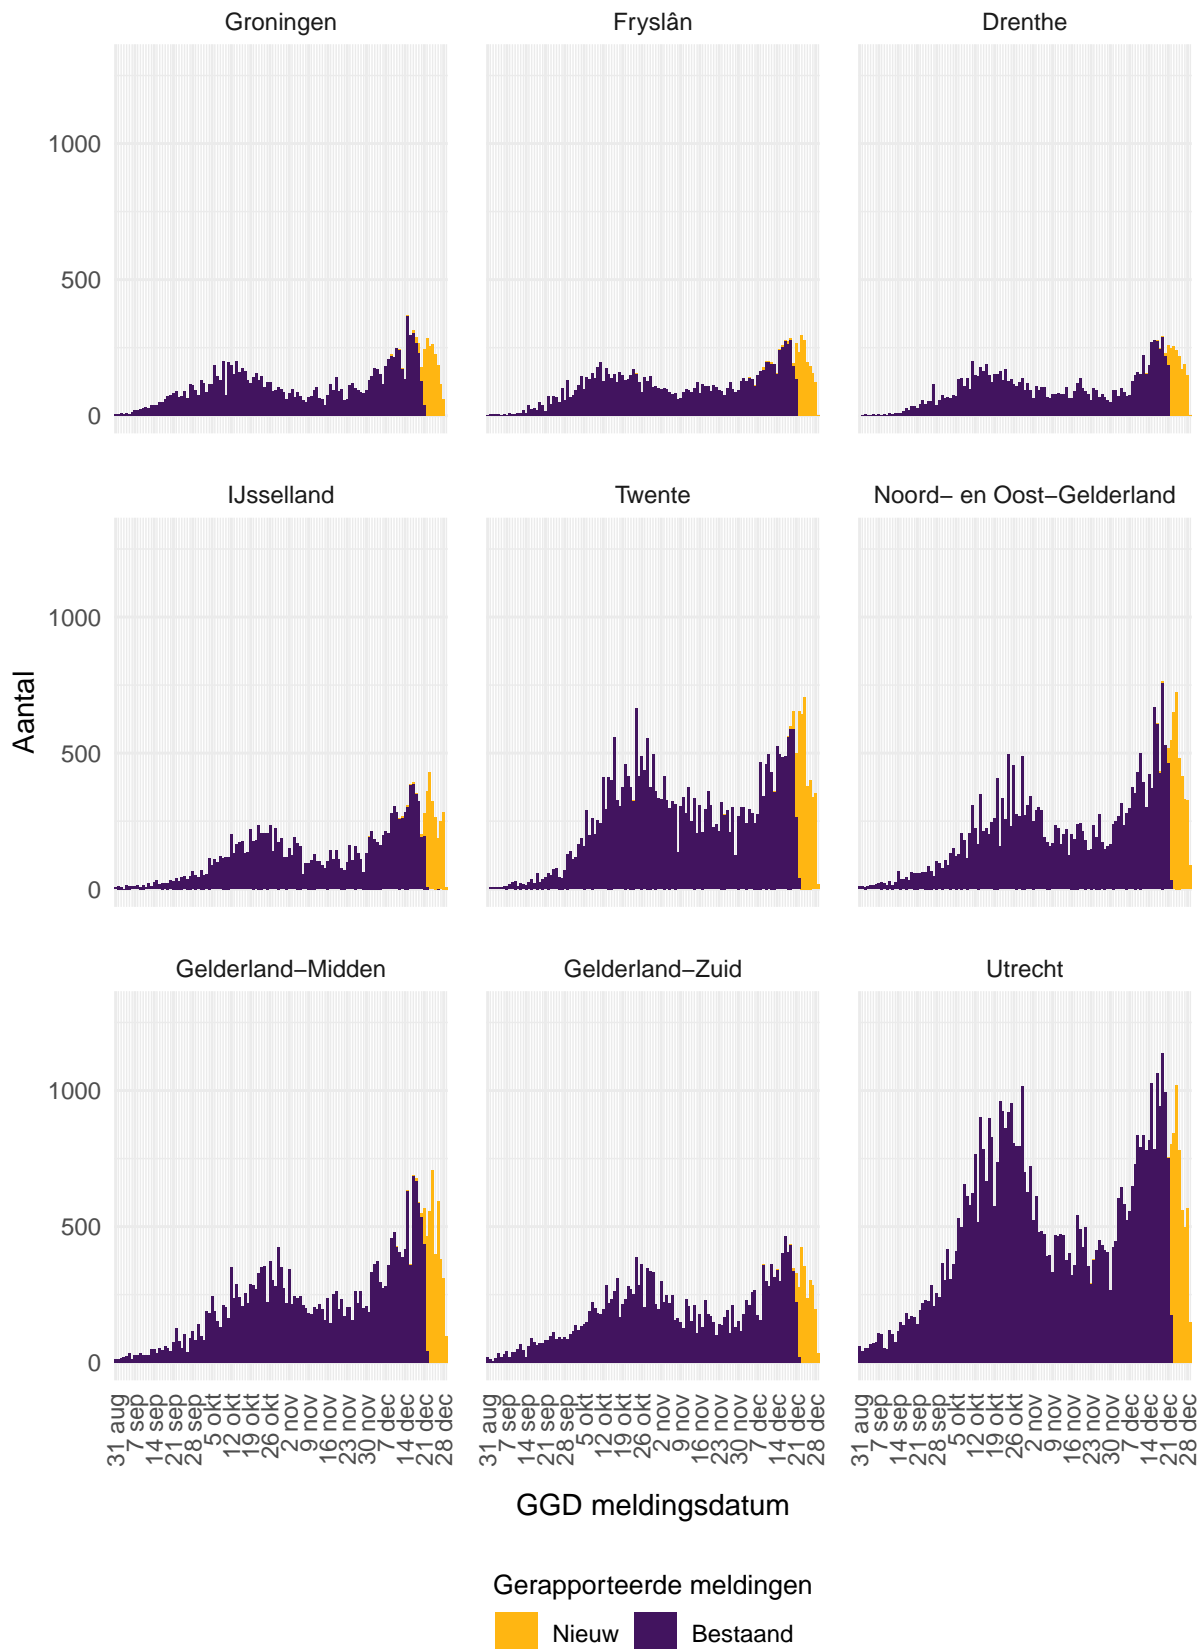 Groningen
Fryslân
Drenthe
1000
500
0
IJsselland
Twente
Noord- en Oost-Gelderland
1000
500
0
Aantal
Gelderland-Midden
Gelderland-Zuid
Utrecht
1000
500
0
31 aug
7 sep
14 sep
21 sep
28 sep
5 okt
12 okt
19 okt
26 okt
2 nov
9 nov
16 nov
23 nov
30 nov
7 dec
14 dec
21 dec
28 dec
31 aug
7 sep
14 sep
21 sep
28 sep
5 okt
12 okt
19 okt
26 okt
2 nov
9 nov
16 nov
23 nov
30 nov
7 dec
14 dec
21 dec
28 dec
31 aug
7 sep
14 sep
21 sep
28 sep
5 okt
12 okt
19 okt
26 okt
2 nov
9 nov
16 nov
23 nov
30 nov
7 dec
14 dec
21 dec
28 dec
GGD meldingsdatum
Gerapporteerde meldingen
Nieuw
Bestaand